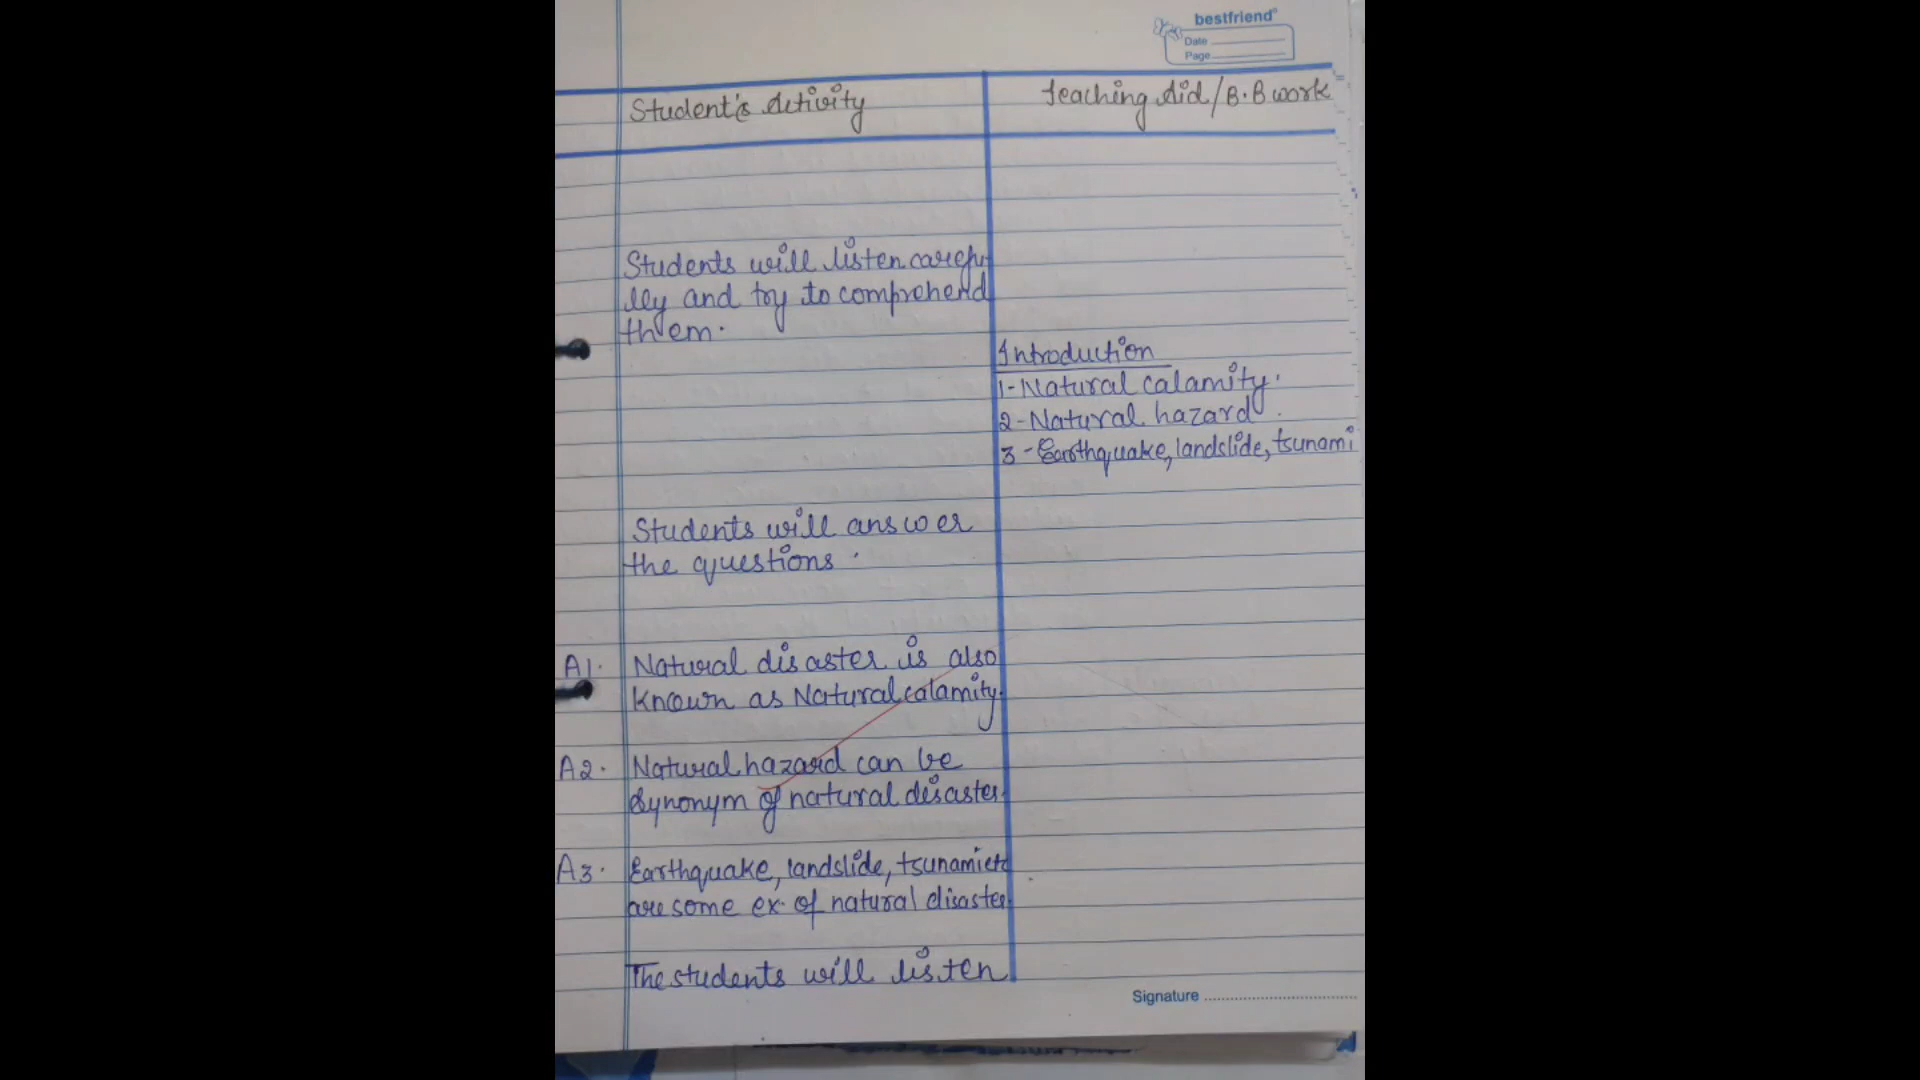 bestfriend
Date
Page
Student's Activity
Teaching Aid/B.B work
Students will listen carefu
lly and try to comprehend
them.
Introduction
1-Natural calamity.
2-Natural hazard.
3-Earthquake, landslide, tsunami
Students will answer
the questions.
A1. Natural disaster is also
known as Natural calamity.
A2. Natural hazard can be
synonym of natural disaster.
A3. Earthquake, landslide, tsunami etc
are some ex. of natural disaster.
The students will listen
Signature